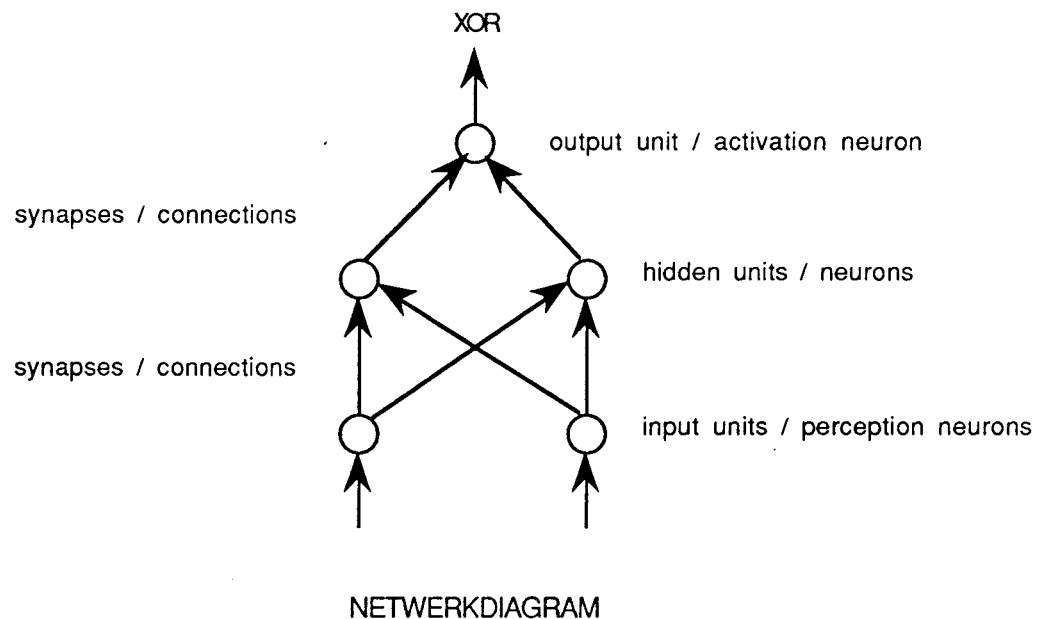 XOR
output unit / activation neuron
synapses / connections
hidden units / neurons
synapses / connections
input units / perception neurons
NETWERKDIAGRAM